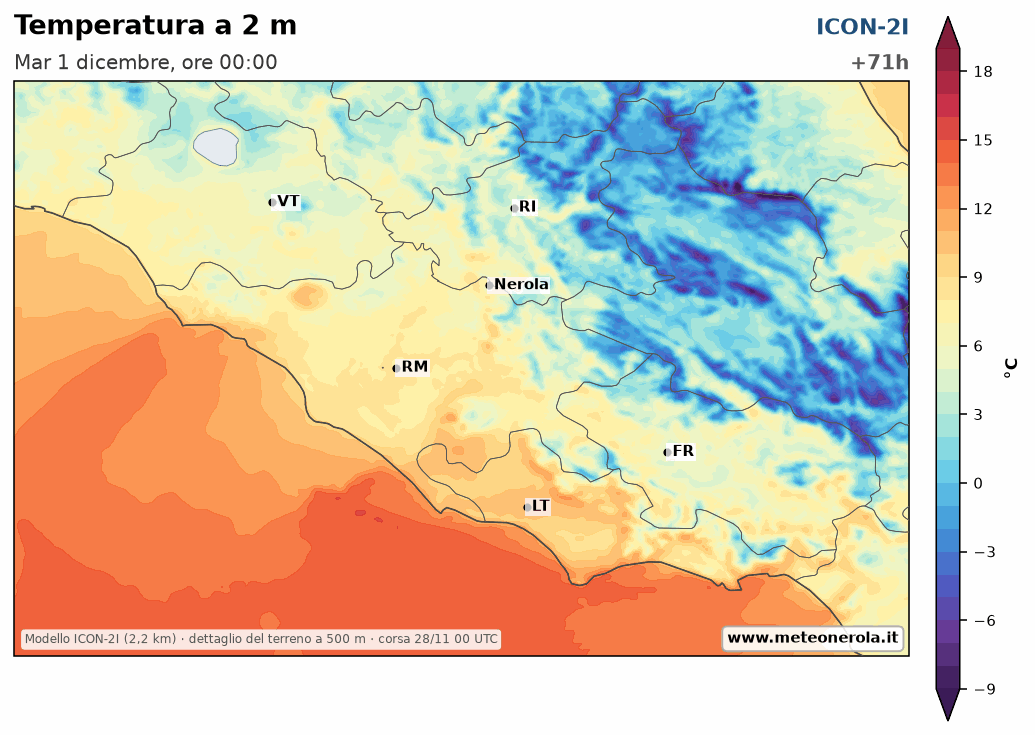 Temperatura a 2 m
ICON-2I
Mar 1 dicembre, ore 00:00
+71h
VT
RI
Nerola
RM
FR
LT
Modello ICON-2I (2,2 km) · dettaglio del terreno a 500 m · corsa 28/11 00 UTC
www.meteonerola.it
18
15
12
9
6
3
0
−3
−6
−9
°C